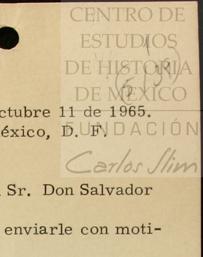 CENTRO DE
ESTUDIOS
DE HISTORIA
DE MÉXICO
ctubre 11 de 1965.
éxico, D. F.
FUNDACIÓN
Carlos Slim
Sr. Don Salvador
enviarle con moti-